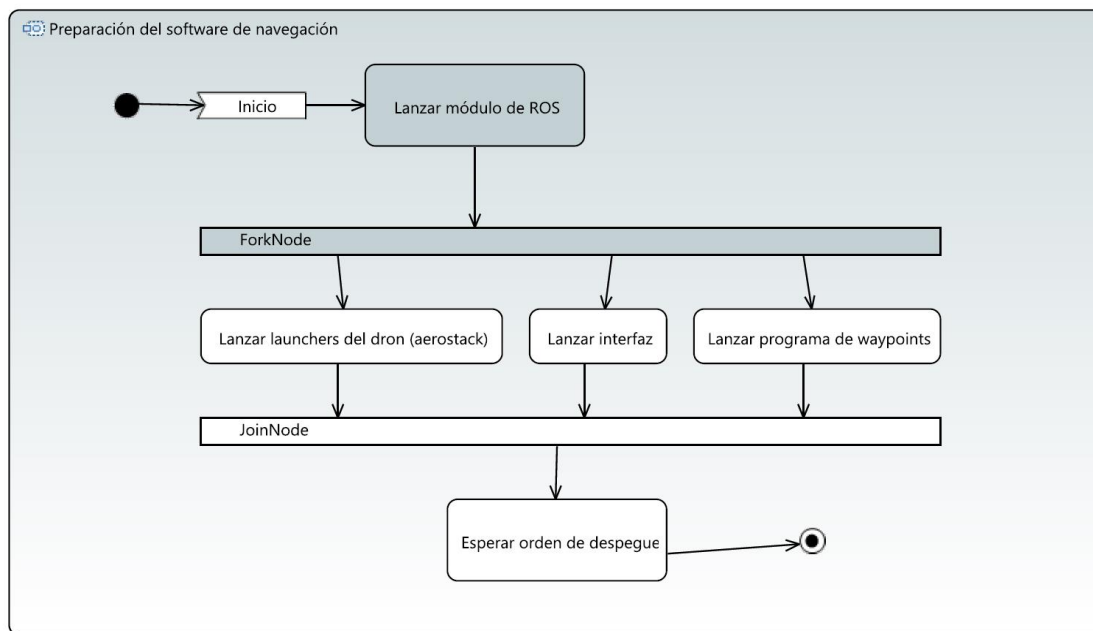 Preparación del software de navegación
Inicio
Lanzar módulo de ROS
ForkNode
Lanzar launchers del dron (aerostack)
Lanzar interfaz
Lanzar programa de waypoints
JoinNode
Esperar orden de despegue